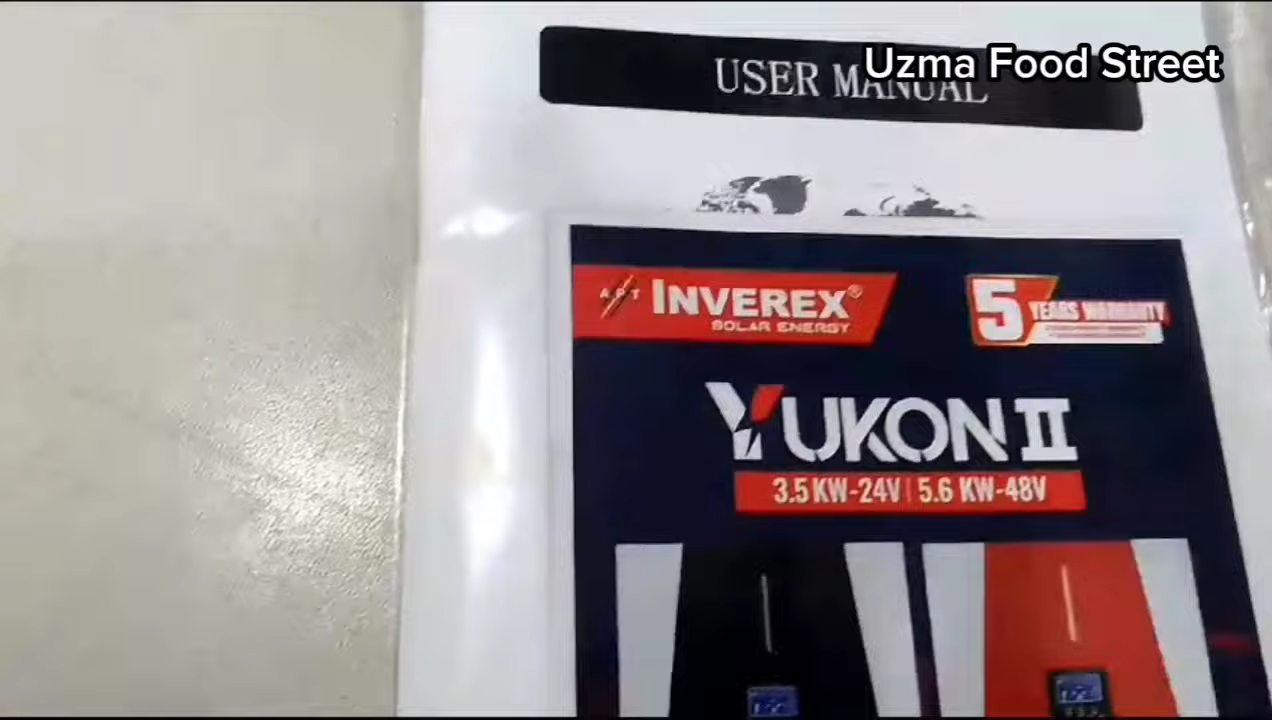 Uzma Food Street
USER MANUAL
APT INVEREX®
SOLAR ENERGY
5 YEARS WARRANTY
YUKON II
3.5 KW-24V | 5.6 KW-48V